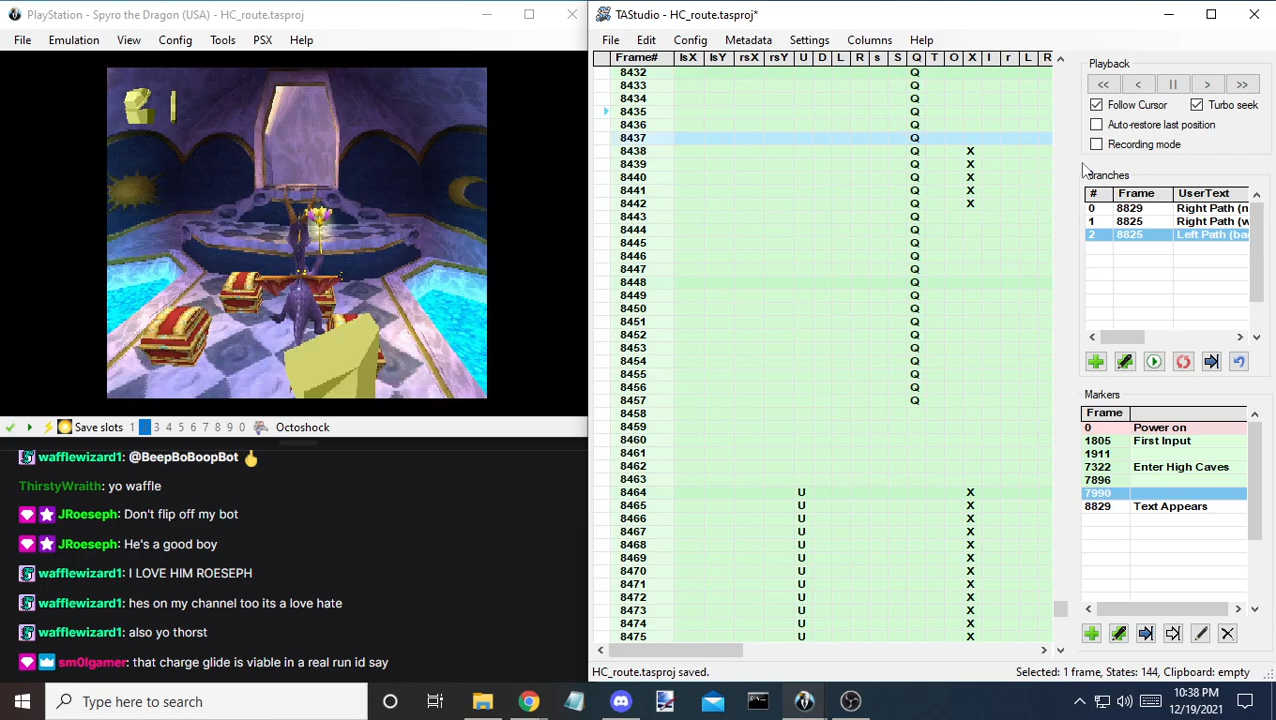 PlayStation - Spyro the Dragon (USA) - HC_route.tasproj
File Emulation View Config Tools PSX Help
Save slots 1 2 3 4 5 6 7 8 9 0 Octoshock
wafflewizard1: @BeepBoBoopBot
ThirstyWraith: yo waffle
JRoeseph: Don't flip off my bot
JRoeseph: He's a good boy
wafflewizard1: I LOVE HIM ROESEPH
wafflewizard1: hes on my channel too its a love hate
wafflewizard1: also yo thorst
sm0lgamer: that charge glide is viable in a real run id say
TAStudio - HC_route.tasproj*
File Edit Config Metadata Settings Columns Help
Frame# lsX lsY rsX rsY U D L R s S Q T O X l r L R
8432 Q
8433 Q
8434 Q
8435 Q
8436 Q
8437 Q
8438 Q X
8439 Q X
8440 Q X
8441 Q X
8442 Q X
8443 Q
8444 Q
8445 Q
8446 Q
8447 Q
8448 Q
8449 Q
8450 Q
8451 Q
8452 Q
8453 Q
8454 Q
8455 Q
8456 Q
8457 Q
8458
8459
8460
8461
8462
8463
8464 U X
8465 U X
8466 U X
8467 U X
8468 U X
8469 U X
8470 U X
8471 U X
8472 U X
8473 U X
8474 U X
8475 U X
HC_route.tasproj saved.
Selected: 1 frame, States: 144, Clipboard: empty
Playback
<< < || > >>
Follow Cursor Turbo seek
Auto-restore last position
Recording mode
Branches
# Frame UserText
0 8829 Right Path (n
1 8825 Right Path (w
2 8825 Left Path (ba
Markers
Frame
0 Power on
1805 First Input
1911
7322 Enter High Caves
7896
7990
8829 Text Appears
Type here to search
10:38 PM
12/19/2021